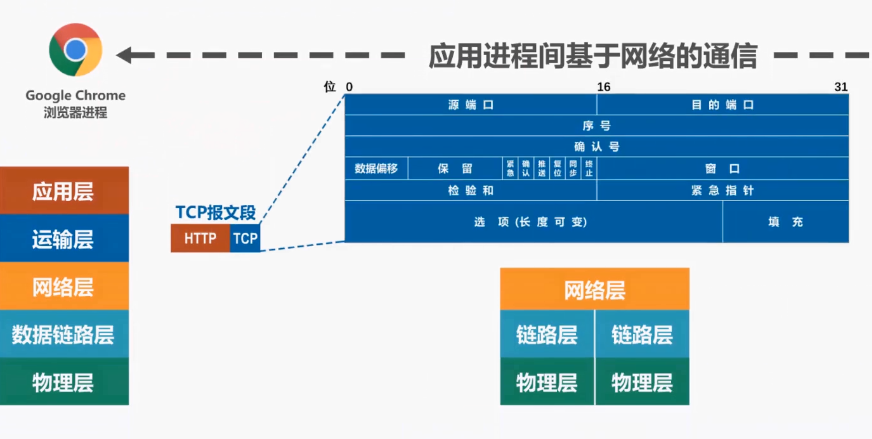 应用进程间基于网络的通信
Google Chrome
浏览器进程
位 0 16 31
源端口 目的端口
序号
确认号
数据偏移 保留 紧急 确认 推送 复位 同步 终止 窗口
检验和 紧急指针
选项(长度可变) 填充
TCP报文段
HTTP TCP
应用层
运输层
网络层
数据链路层
物理层
网络层
链路层 链路层
物理层 物理层